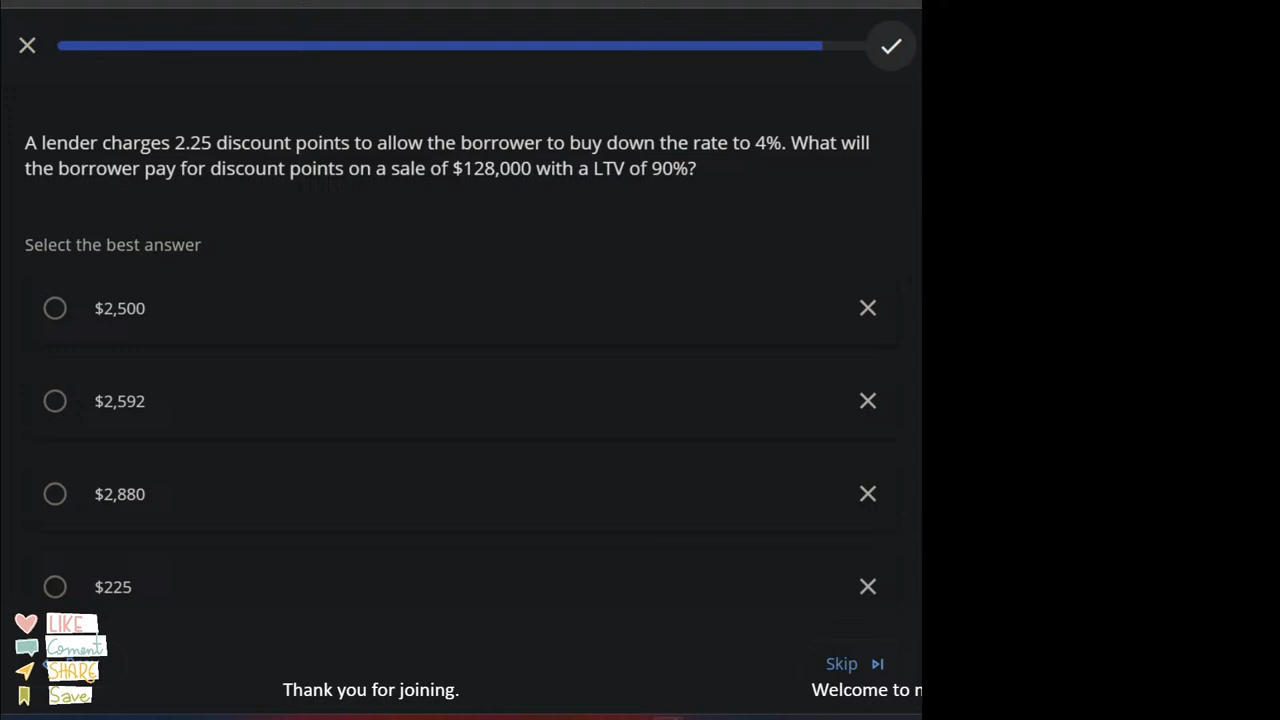 A lender charges 2.25 discount points to allow the borrower to buy down the rate to 4%. What will
the borrower pay for discount points on a sale of $128,000 with a LTV of 90%?
Select the best answer
$2,500
$2,592
$2,880
$225
LIKE
Coment
SHARE
Save
Skip
Thank you for joining.
Welcome to